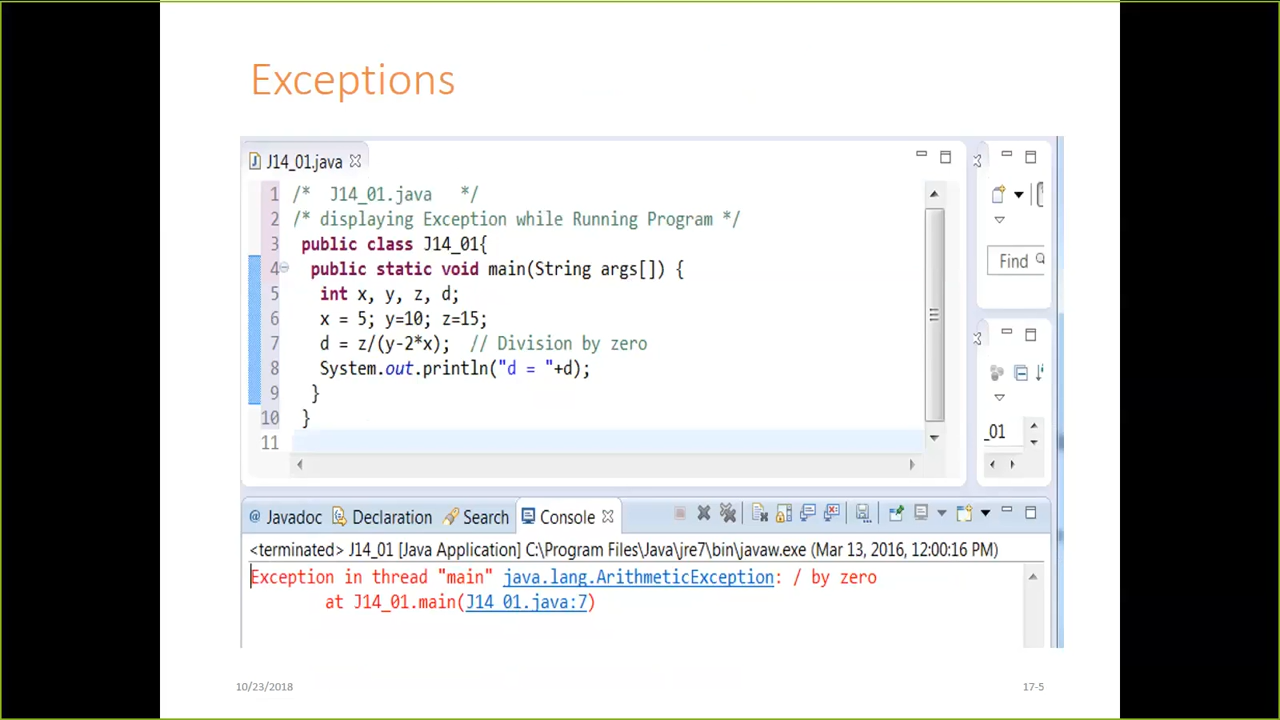 Exceptions
J14_01.java
1 /* J14_01.java */
2 /* displaying Exception while Running Program */
3 public class J14_01{
4 public static void main(String args[]) {
5 int x, y, z, d;
6 x = 5; y=10; z=15;
7 d = z/(y-2*x); // Division by zero
8 System.out.println("d = "+d);
9 }
10 }
11
Find
_01
@ Javadoc Declaration Search Console
<terminated> J14_01 [Java Application] C:\Program Files\Java\jre7\bin\javaw.exe (Mar 13, 2016, 12:00:16 PM)
Exception in thread "main" java.lang.ArithmeticException: / by zero
at J14_01.main(J14_01.java:7)
10/23/2018
17-5